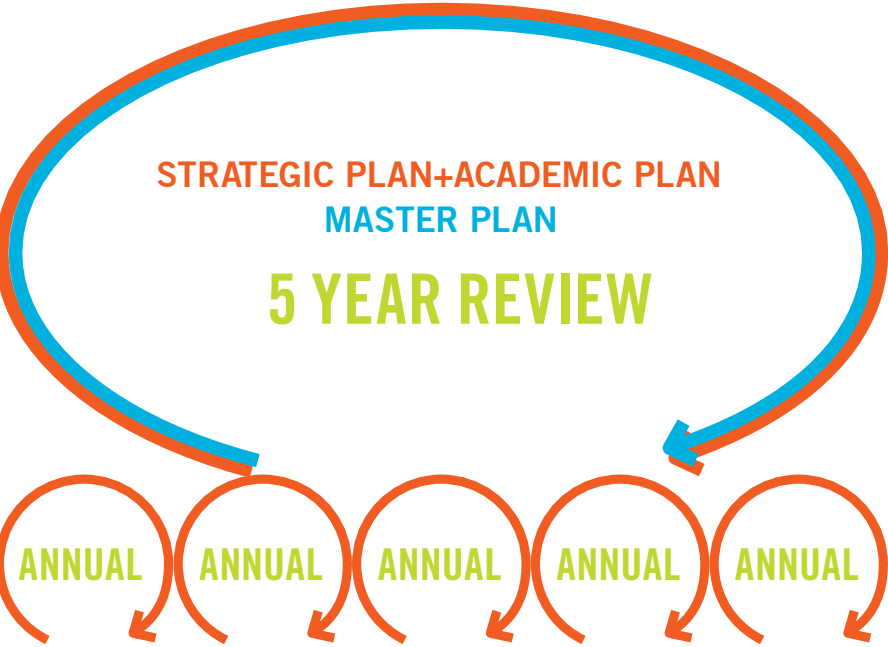 STRATEGIC PLAN+ACADEMIC PLAN
MASTER PLAN
5 YEAR REVIEW
ANNUAL ANNUAL ANNUAL ANNUAL ANNUAL